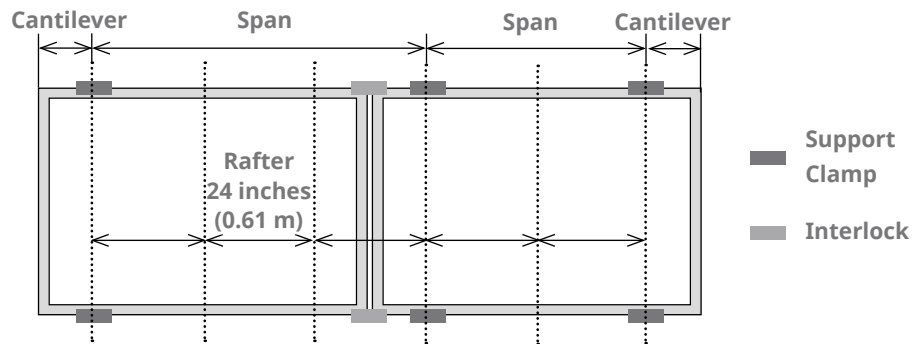 Cantilever
Span
Span
Cantilever
Rafter
24 inches
(0.61 m)
Support
Clamp
Interlock